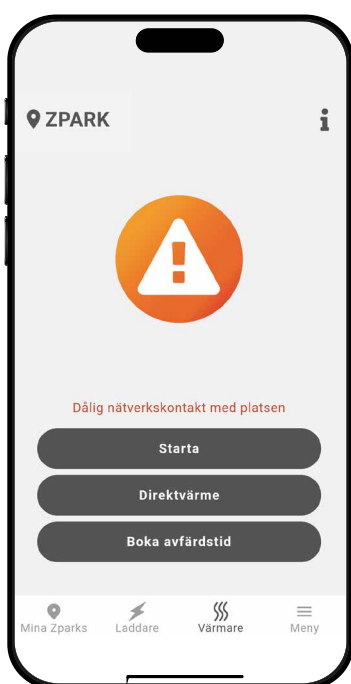 ZPARK
Dålig nätverkskontakt med platsen
Starta
Direktvärme
Boka avfärdstid
Mina Zparks Laddare Värmare Meny